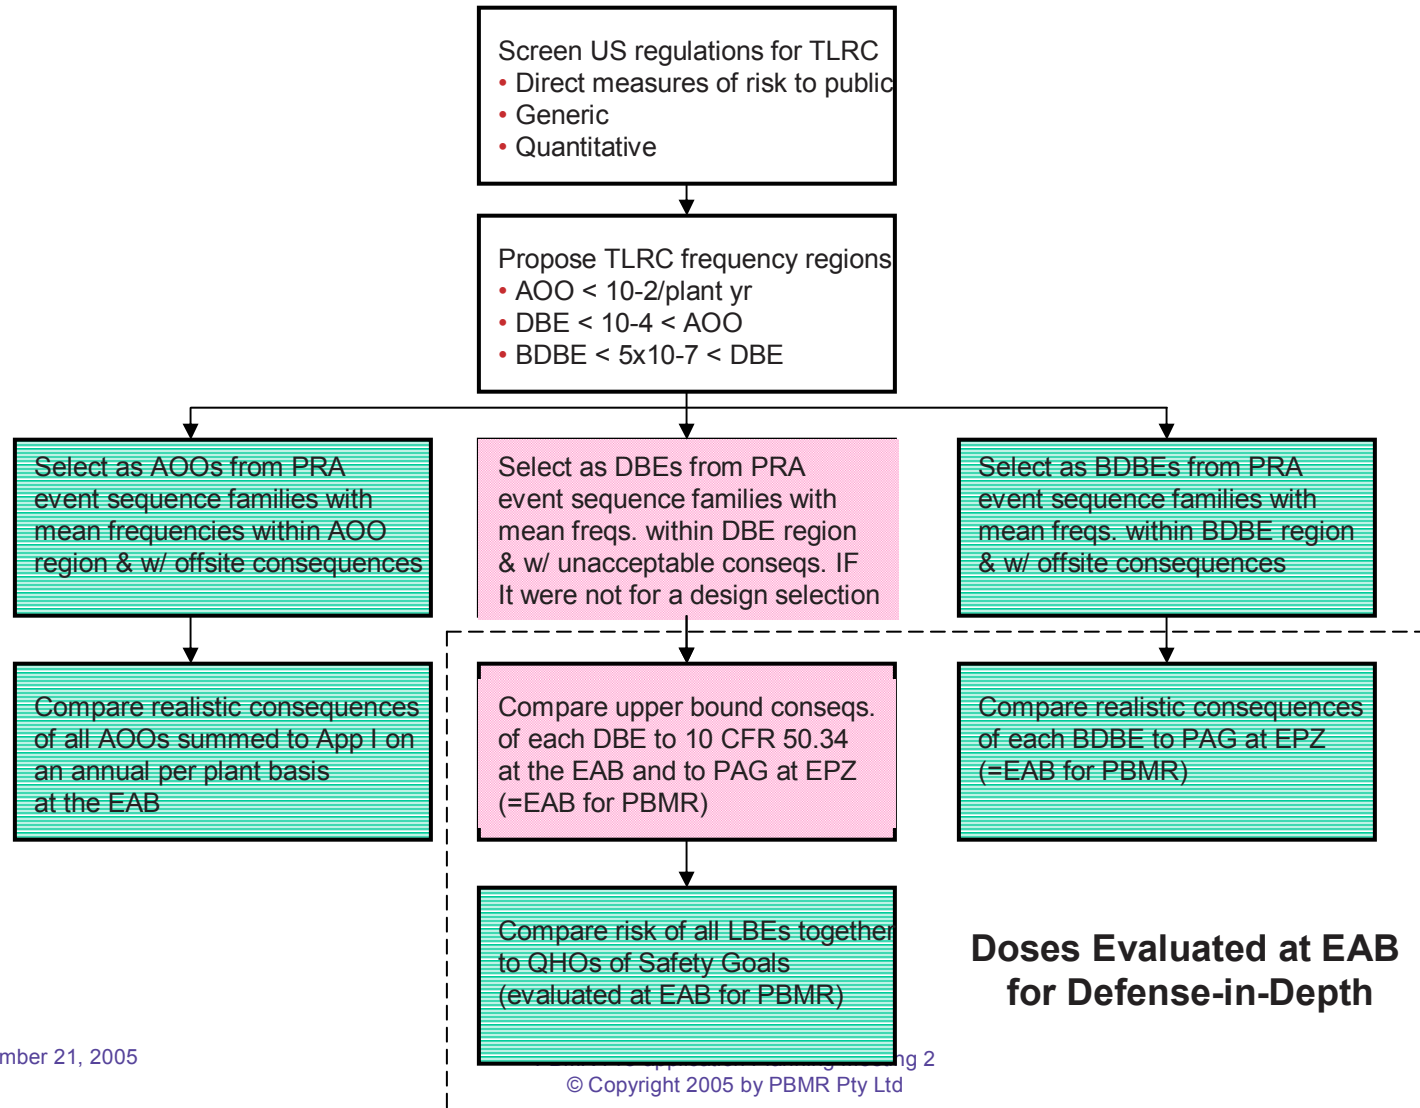 Screen US regulations for TLRC
• Direct measures of risk to public
• Generic
• Quantitative
Propose TLRC frequency regions
• AOO < 10-2/plant yr
• DBE < 10-4 < AOO
• BDBE < 5x10-7 < DBE
Select as AOOs from PRA
event sequence families with
mean frequencies within AOO
region & w/ offsite consequences
Select as DBEs from PRA
event sequence families with
mean freqs. within DBE region
& w/ unacceptable conseqs. IF
It were not for a design selection
Select as BDBEs from PRA
event sequence families with
mean freqs. within BDBE region
& w/ offsite consequences
Compare realistic consequences
of all AOOs summed to App I on
an annual per plant basis
at the EAB
Compare upper bound conseqs.
of each DBE to 10 CFR 50.34
at the EAB and to PAG at EPZ
(=EAB for PBMR)
Compare realistic consequences
of each BDBE to PAG at EPZ
(=EAB for PBMR)
Compare risk of all LBEs together
to QHOs of Safety Goals
(evaluated at EAB for PBMR)
Doses Evaluated at EAB
for Defense-in-Depth
mber 21, 2005
ng 2
© Copyright 2005 by PBMR Pty Ltd